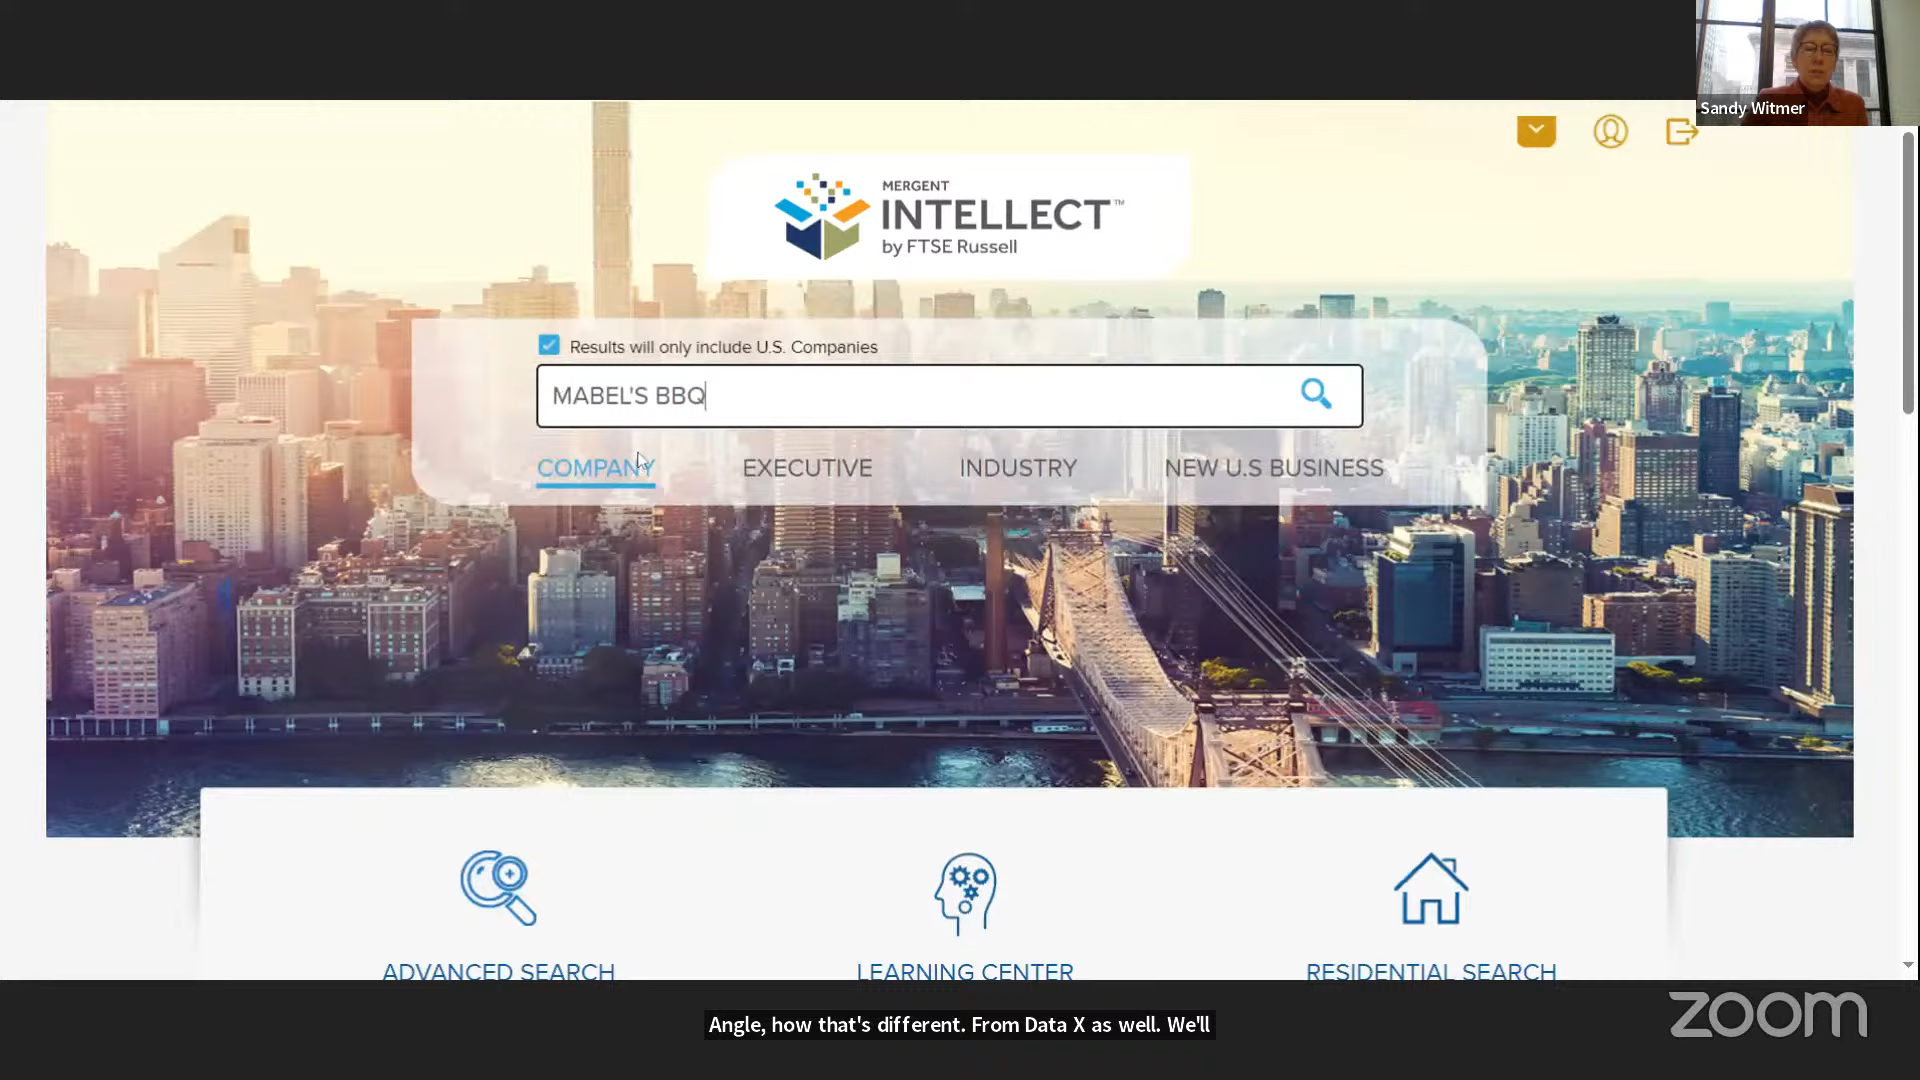 Sandy Witmer
MERGENT
INTELLECT™
by FTSE Russell
Results will only include U.S. Companies
MABEL'S BBQ
COMPANY EXECUTIVE INDUSTRY NEW U.S BUSINESS
ADVANCED SEARCH LEARNING CENTER RESIDENTIAL SEARCH
Angle, how that's different. From Data X as well. We'll
zoom